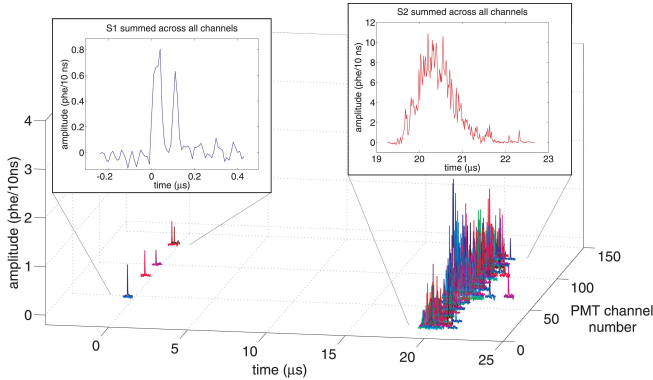 S1 summed across all channels
amplitude (phe/10 ns)
0.8
0.6
0.4
0.2
0
-0.2 0 0.2 0.4
time (µs)
S2 summed across all channels
amplitude (phe/10 ns)
12
10
8
6
4
2
0
19 20 21 22 23
time (µs)
amplitude (phe/10ns)
4
3
2
1
0
0 5 10 15 20 25
time (µs)
0
50
100
150
PMT channel
number